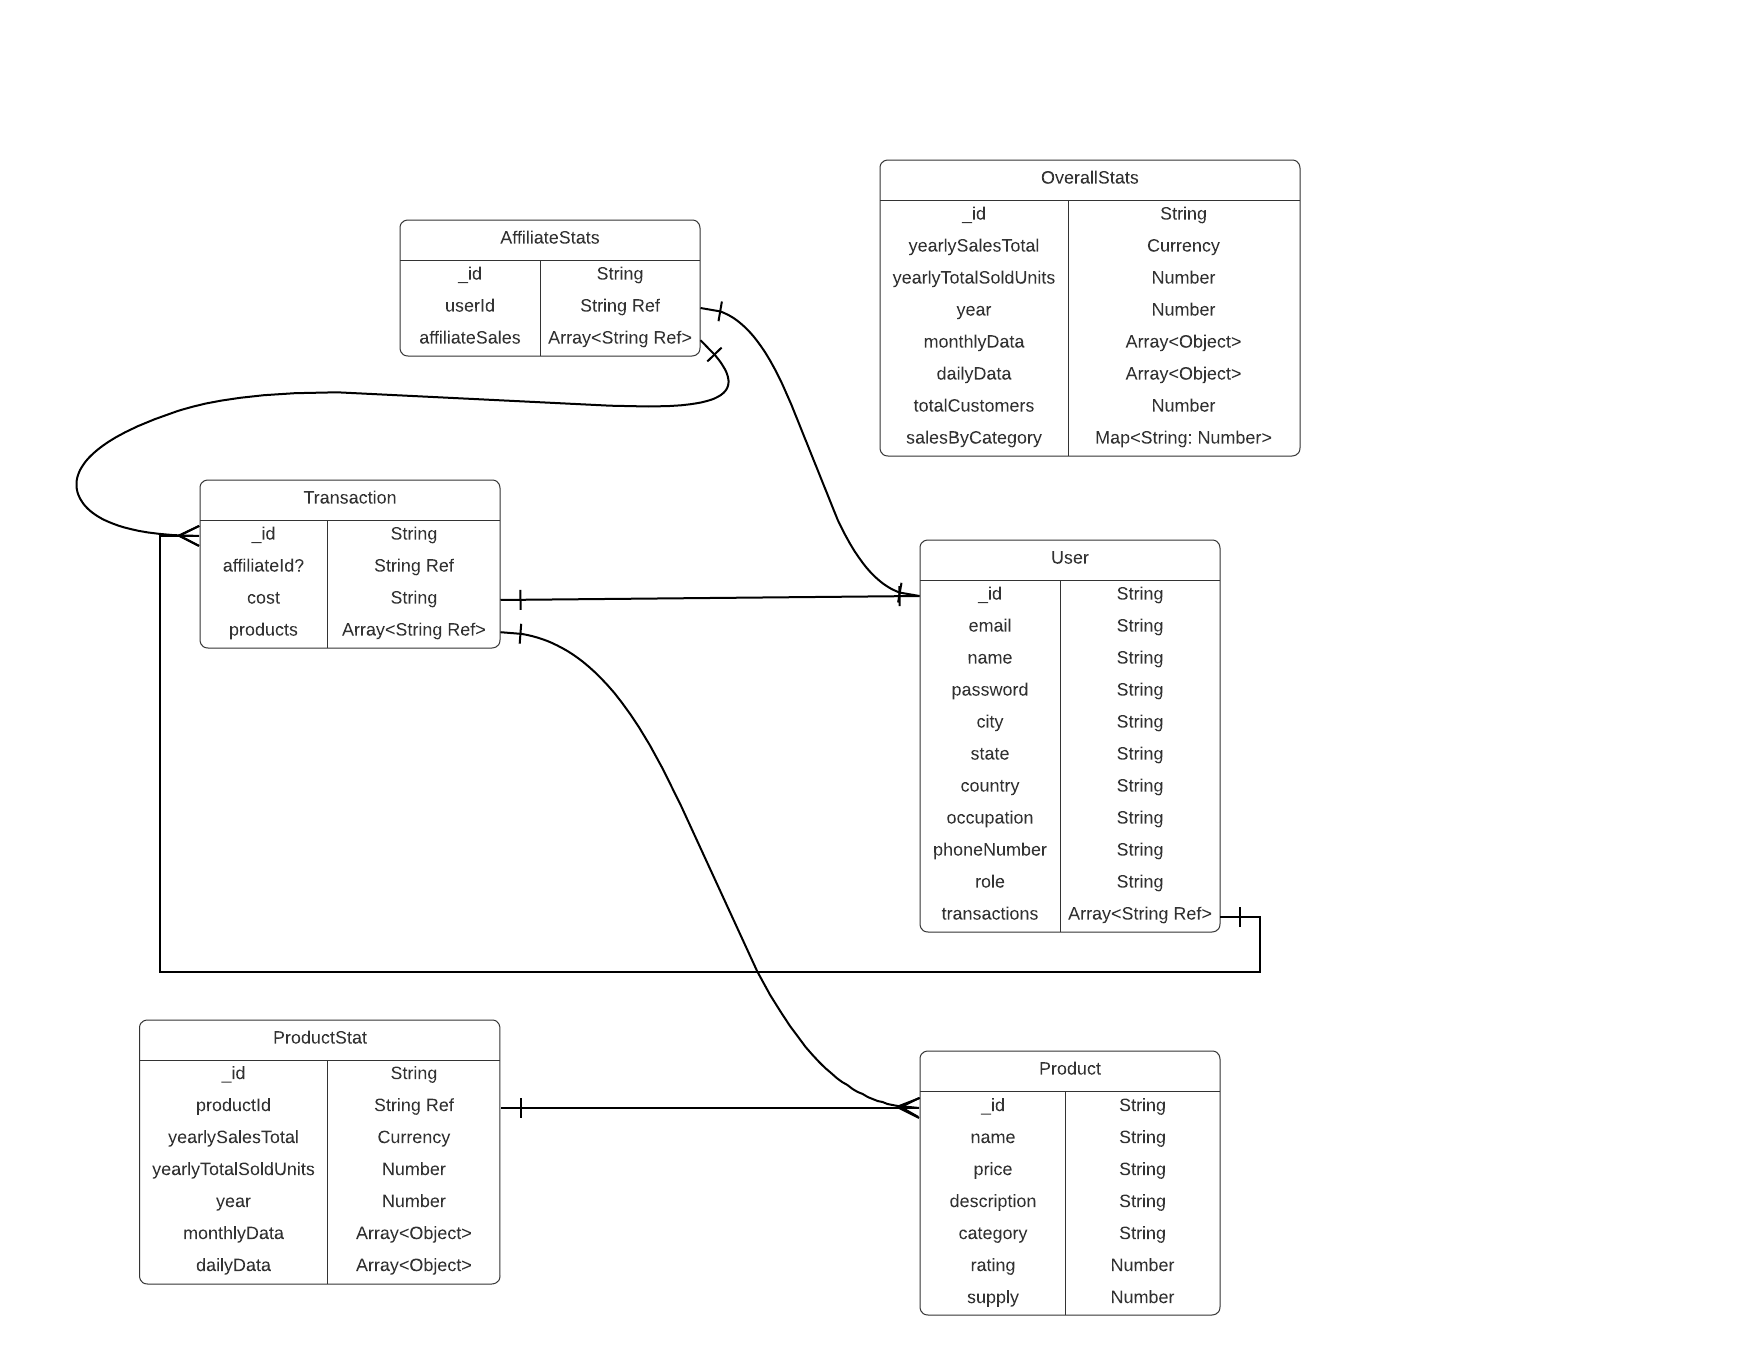 OverallStats
_id String
yearlySalesTotal Currency
yearlyTotalSoldUnits Number
year Number
monthlyData Array<Object>
dailyData Array<Object>
totalCustomers Number
salesByCategory Map<String: Number>
AffiliateStats
_id String
userId String Ref
affiliateSales Array<String Ref>
Transaction
_id String
affiliateId? String Ref
cost String
products Array<String Ref>
User
_id String
email String
name String
password String
city String
state String
country String
occupation String
phoneNumber String
role String
transactions Array<String Ref>
ProductStat
_id String
productId String Ref
yearlySalesTotal Currency
yearlyTotalSoldUnits Number
year Number
monthlyData Array<Object>
dailyData Array<Object>
Product
_id String
name String
price String
description String
category String
rating Number
supply Number